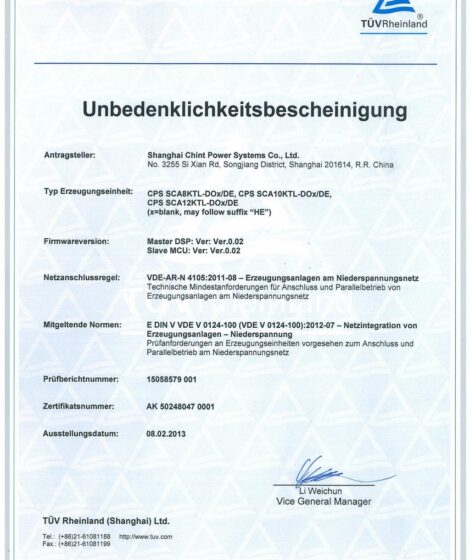 TÜVRheinland®
Unbedenklichkeitsbescheinigung
Antragsteller: Shanghai Chint Power Systems Co., Ltd.
No. 3255 Si Xian Rd, Songjiang District, Shanghai 201614, R.R. China
Typ Erzeugungseinheit: CPS SCA8KTL-DOx/DE, CPS SCA10KTL-DOx/DE,
CPS SCA12KTL-DOx/DE
(x=blank, may follow suffix "HE")
Firmwareversion: Master DSP: Ver: Ver.0.02
Slave MCU: Ver: Ver.0.02
Netzanschlussregel: VDE-AR-N 4105:2011-08 – Erzeugungsanlagen am Niederspannungsnetz
Technische Mindestanforderungen für Anschluss und Parallelbetrieb von
Erzeugungsanlagen am Niederspannungsnetz
Mitgeltende Normen: E DIN V VDE V 0124-100 (VDE V 0124-100):2012-07 – Netzintegration von
Erzeugungsanlagen – Niederspannung
Prüfanforderungen an Erzeugungseinheiten vorgesehen zum Anschluss und
Parallelbetrieb am Niederspannungsnetz
Prüfberichtnummer: 15058579 001
Zertifikatsnummer: AK 50248047 0001
Ausstellungsdatum: 08.02.2013
Li Weichun
Vice General Manager
TÜV Rheinland (Shanghai) Ltd.
Tel.: (+86)21-61081188 http://www.tuv.com
Fax.: (+86)21-61081199